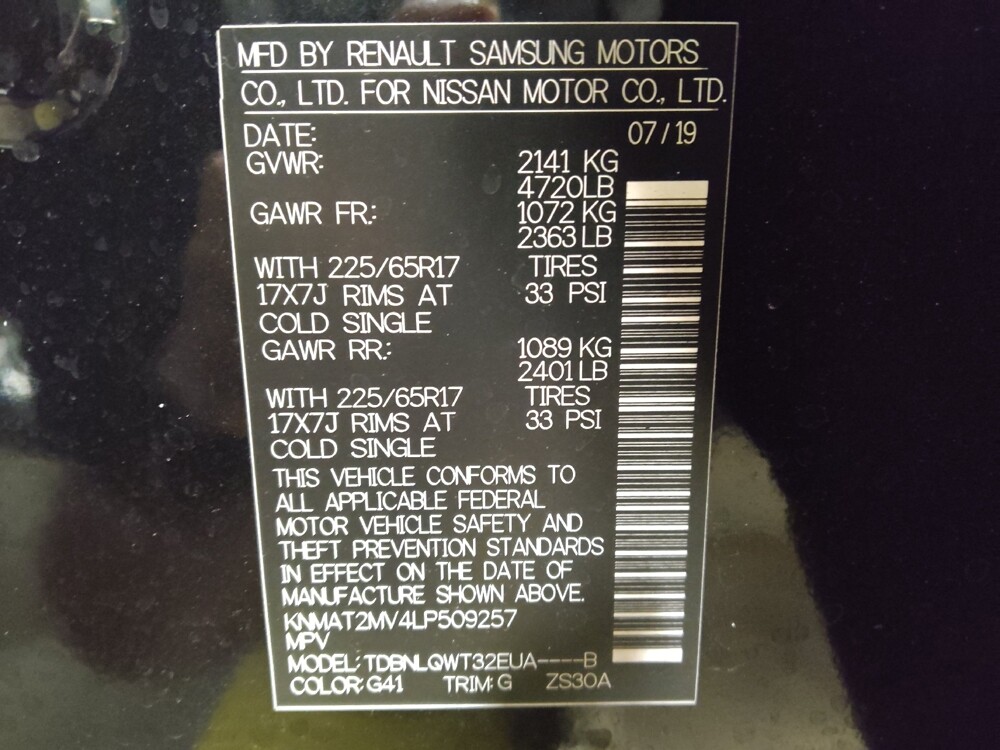 MFD BY RENAULT SAMSUNG MOTORS
CO., LTD. FOR NISSAN MOTOR CO., LTD.
DATE: 07/19
GVWR: 2141 KG
4720LB
GAWR FR.: 1072 KG
2363 LB
WITH 225/65R17 TIRES
17X7J RIMS AT 33 PSI
COLD SINGLE
GAWR RR.: 1089 KG
2401 LB
WITH 225/65R17 TIRES
17X7J RIMS AT 33 PSI
COLD SINGLE
THIS VEHICLE CONFORMS TO
ALL APPLICABLE FEDERAL
MOTOR VEHICLE SAFETY AND
THEFT PREVENTION STANDARDS
IN EFFECT ON THE DATE OF
MANUFACTURE SHOWN ABOVE.
KNMAT2MV4LP509257
MPV
MODEL: TDBNLQWT32EUA----B
COLOR: G41 TRIM: G ZS30A